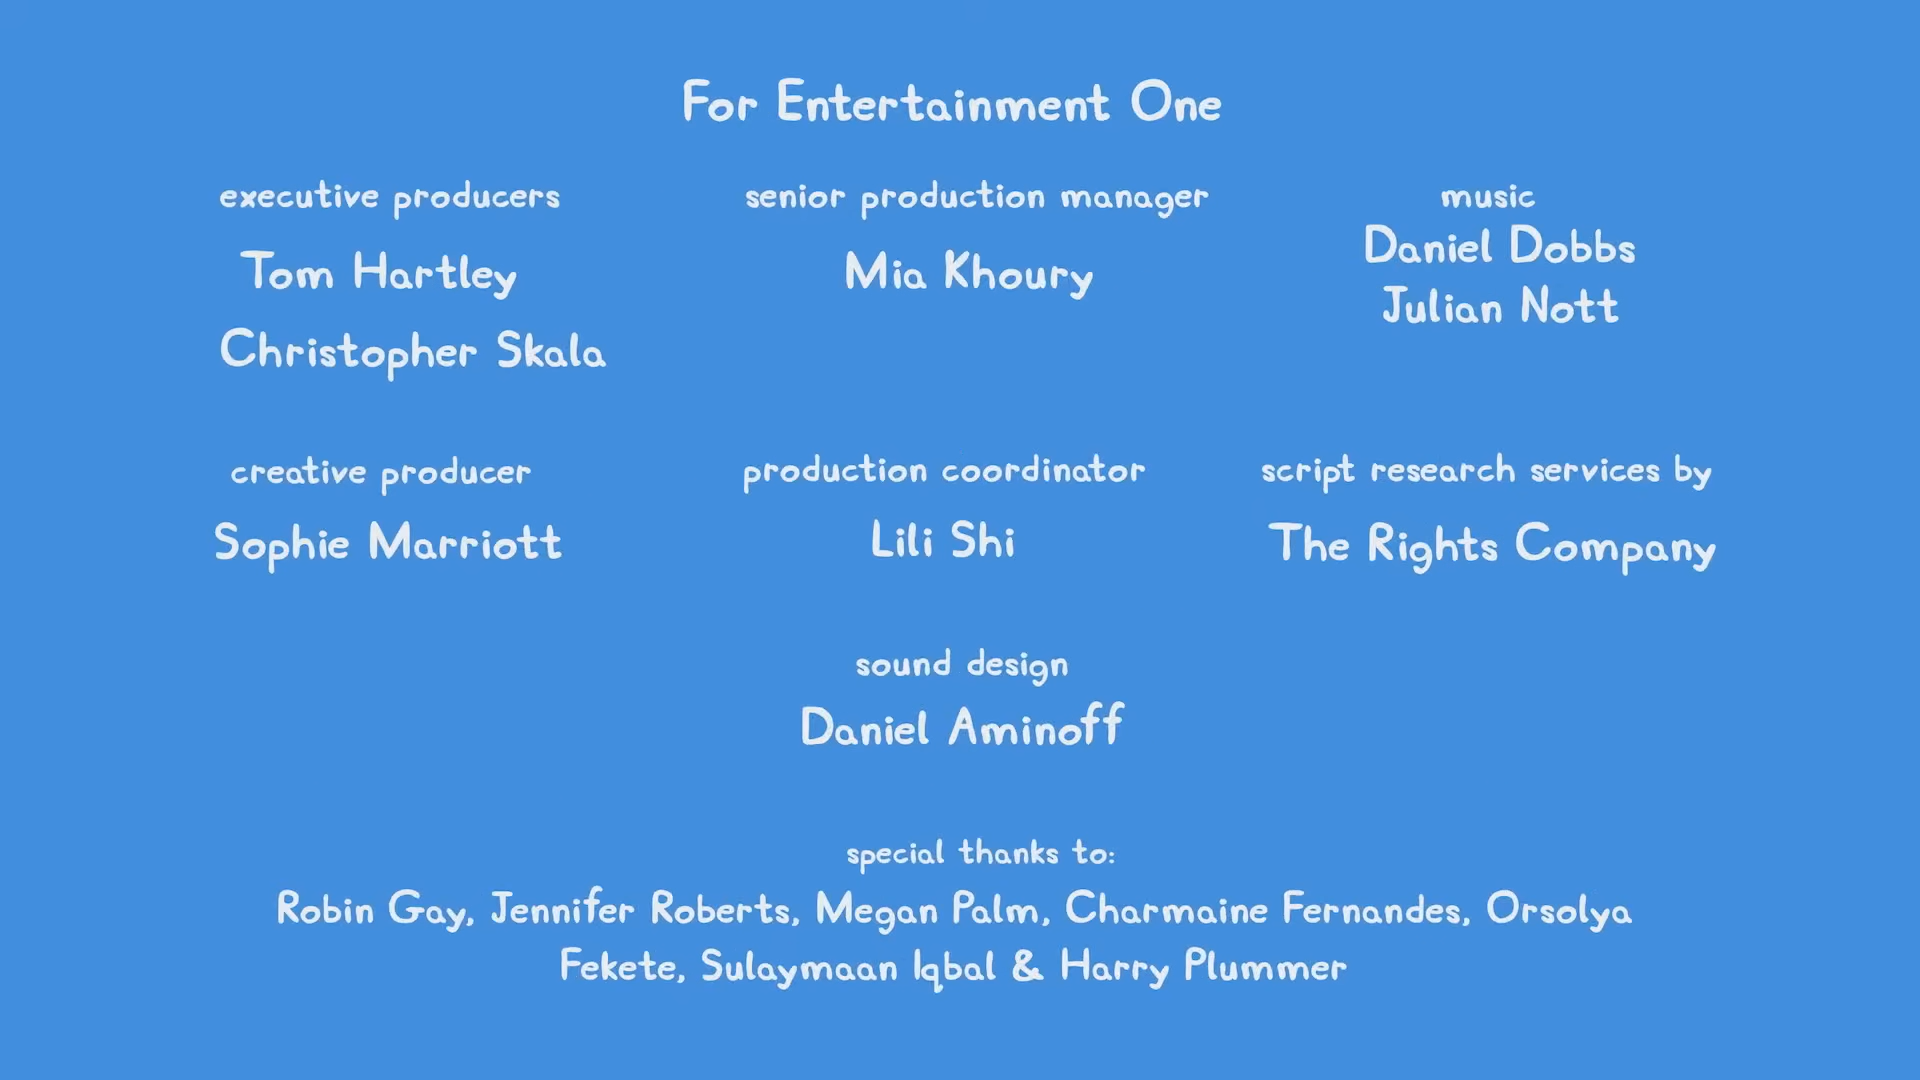 For Entertainment One
executive producers
Tom Hartley
Christopher Skala
senior production manager
Mia Khoury
music
Daniel Dobbs
Julian Nott
creative producer
Sophie Marriott
production coordinator
Lili Shi
script research services by
The Rights Company
sound design
Daniel Aminoff
special thanks to:
Robin Gay, Jennifer Roberts, Megan Palm, Charmaine Fernandes, Orsolya
Fekete, Sulaymaan Iqbal & Harry Plummer